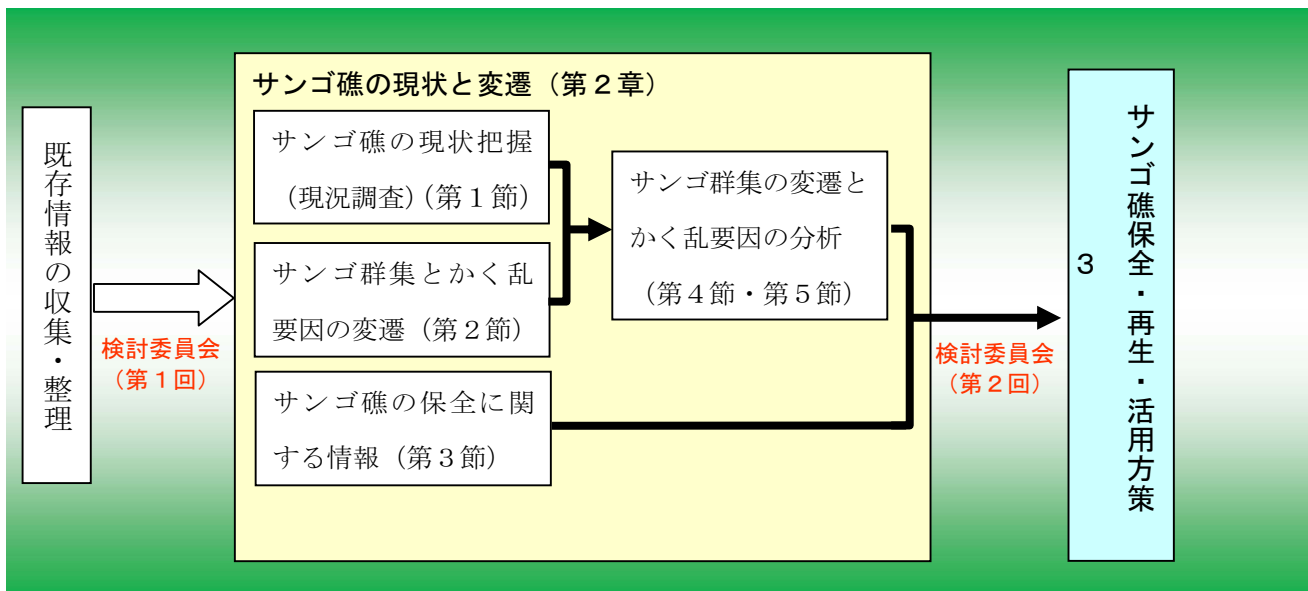 既存情報の収集・整理
検討委員会
(第1回)
サンゴ礁の現状と変遷(第2章)
サンゴ礁の現状把握
(現況調査)(第1節)
サンゴ群集とかく乱
要因の変遷(第2節)
サンゴ礁の保全に関
する情報(第3節)
サンゴ群集の変遷と
かく乱要因の分析
(第4節・第5節)
検討委員会
(第2回)
3
サンゴ礁保全・再生・活用方策